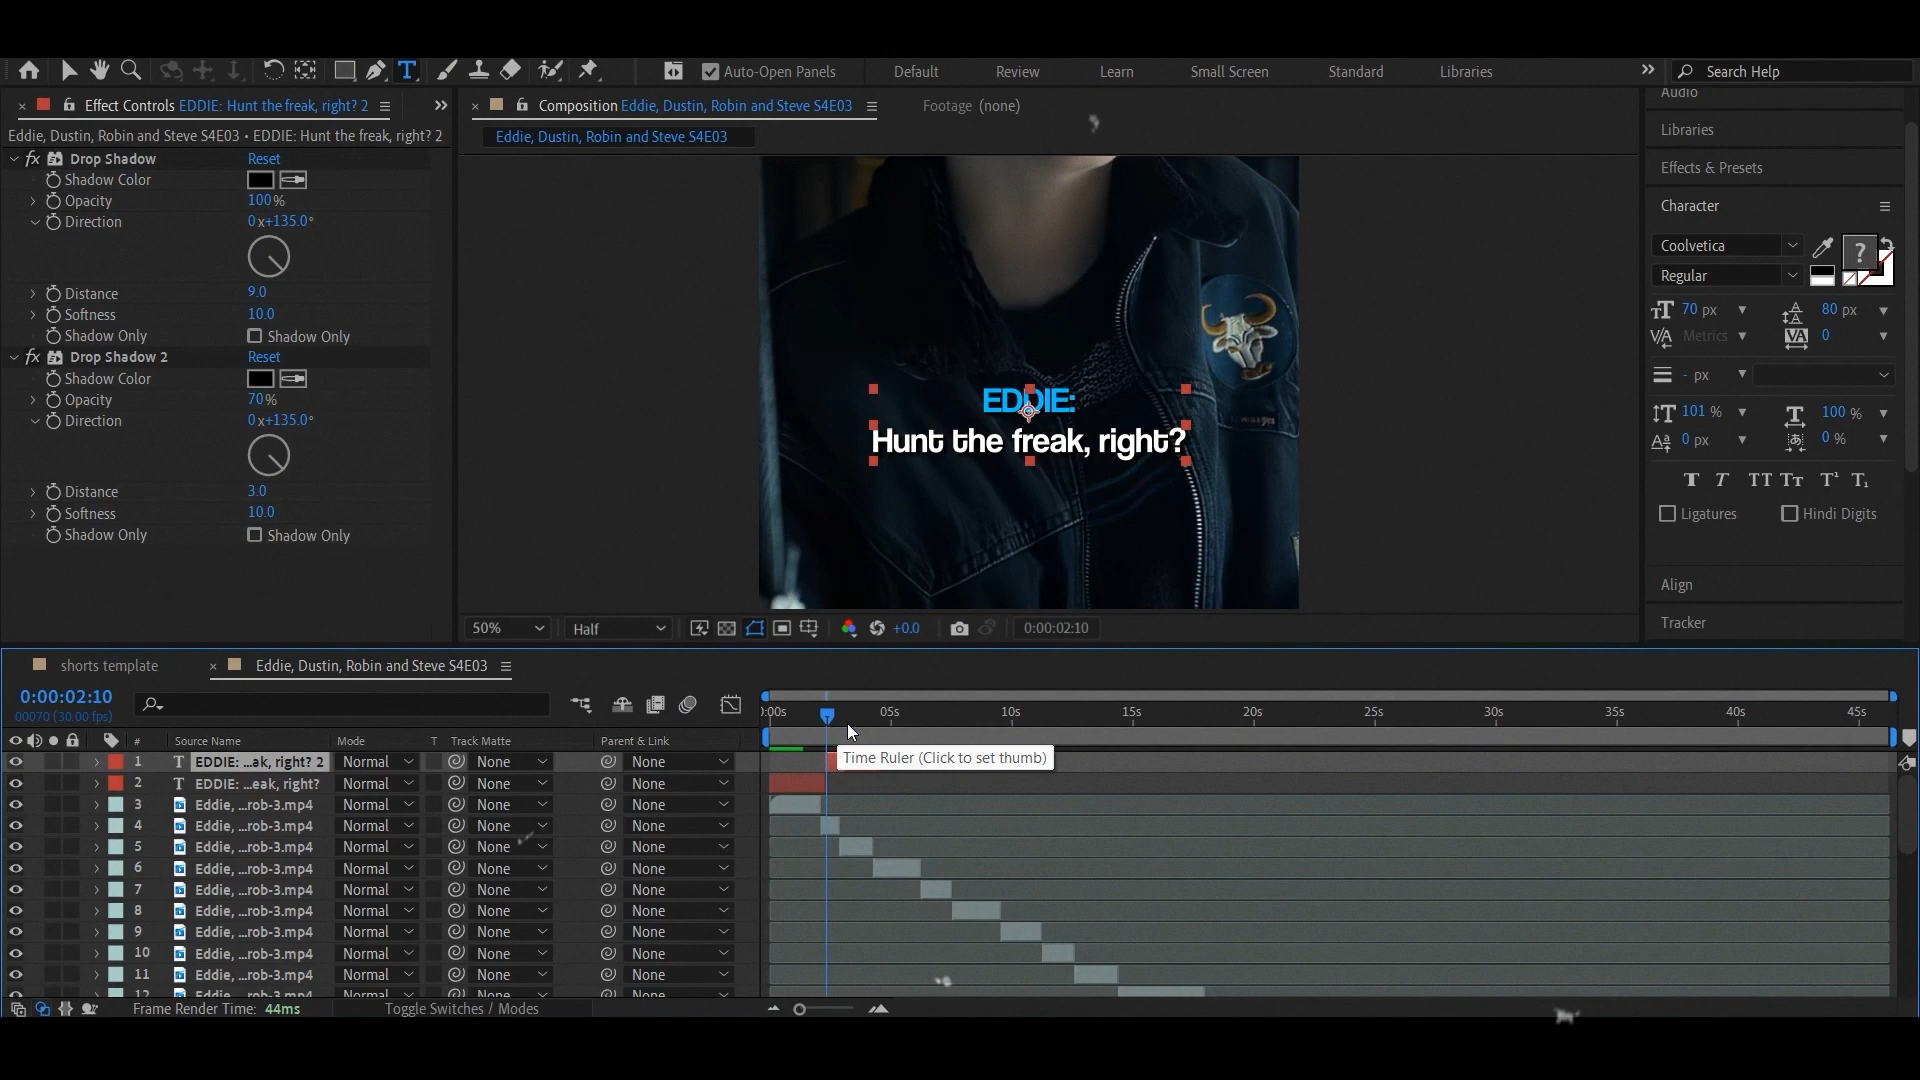 Auto-Open Panels
Default
Review
Learn
Small Screen
Standard
Libraries
Search Help
Effect Controls EDDIE: Hunt the freak, right? 2
Composition Eddie, Dustin, Robin and Steve S4E03
Footage (none)
Eddie, Dustin, Robin and Steve S4E03 • EDDIE: Hunt the freak, right? 2
Eddie, Dustin, Robin and Steve S4E03
fx Drop Shadow Reset
Shadow Color
Opacity 100%
Direction 0x+135.0°
Distance 9.0
Softness 10.0
Shadow Only Shadow Only
fx Drop Shadow 2 Reset
Shadow Color
Opacity 70%
Direction 0x+135.0°
Distance 3.0
Softness 10.0
Shadow Only Shadow Only
EDDIE:
Hunt the freak, right?
50%
Half
+0.0
0:00:02:10
Audio
Libraries
Effects & Presets
Character
Coolvetica
?
Regular
70 px
80 px
Metrics
0
- px
101 %
100 %
0 px
0 %
T T TT Tт T¹ T₁
Ligatures
Hindi Digits
Align
Tracker
shorts template
Eddie, Dustin, Robin and Steve S4E03
0:00:02:10
00070 (30.00 fps)
):00s 05s 10s 15s 20s 25s 30s 35s 40s 45s
# Source Name Mode T Track Matte Parent & Link
Time Ruler (Click to set thumb)
1 T EDDIE: ...ak, right? 2 Normal None None
2 T EDDIE: ...eak, right? Normal None None
3 Eddie, ...rob-3.mp4 Normal None None
4 Eddie, ...rob-3.mp4 Normal None None
5 Eddie, ...rob-3.mp4 Normal None None
6 Eddie, ...rob-3.mp4 Normal None None
7 Eddie, ...rob-3.mp4 Normal None None
8 Eddie, ...rob-3.mp4 Normal None None
9 Eddie, ...rob-3.mp4 Normal None None
10 Eddie, ...rob-3.mp4 Normal None None
11 Eddie, ...rob-3.mp4 Normal None None
12 Eddie, ...rob-3.mp4 Normal None None
Frame Render Time: 44ms
Toggle Switches / Modes